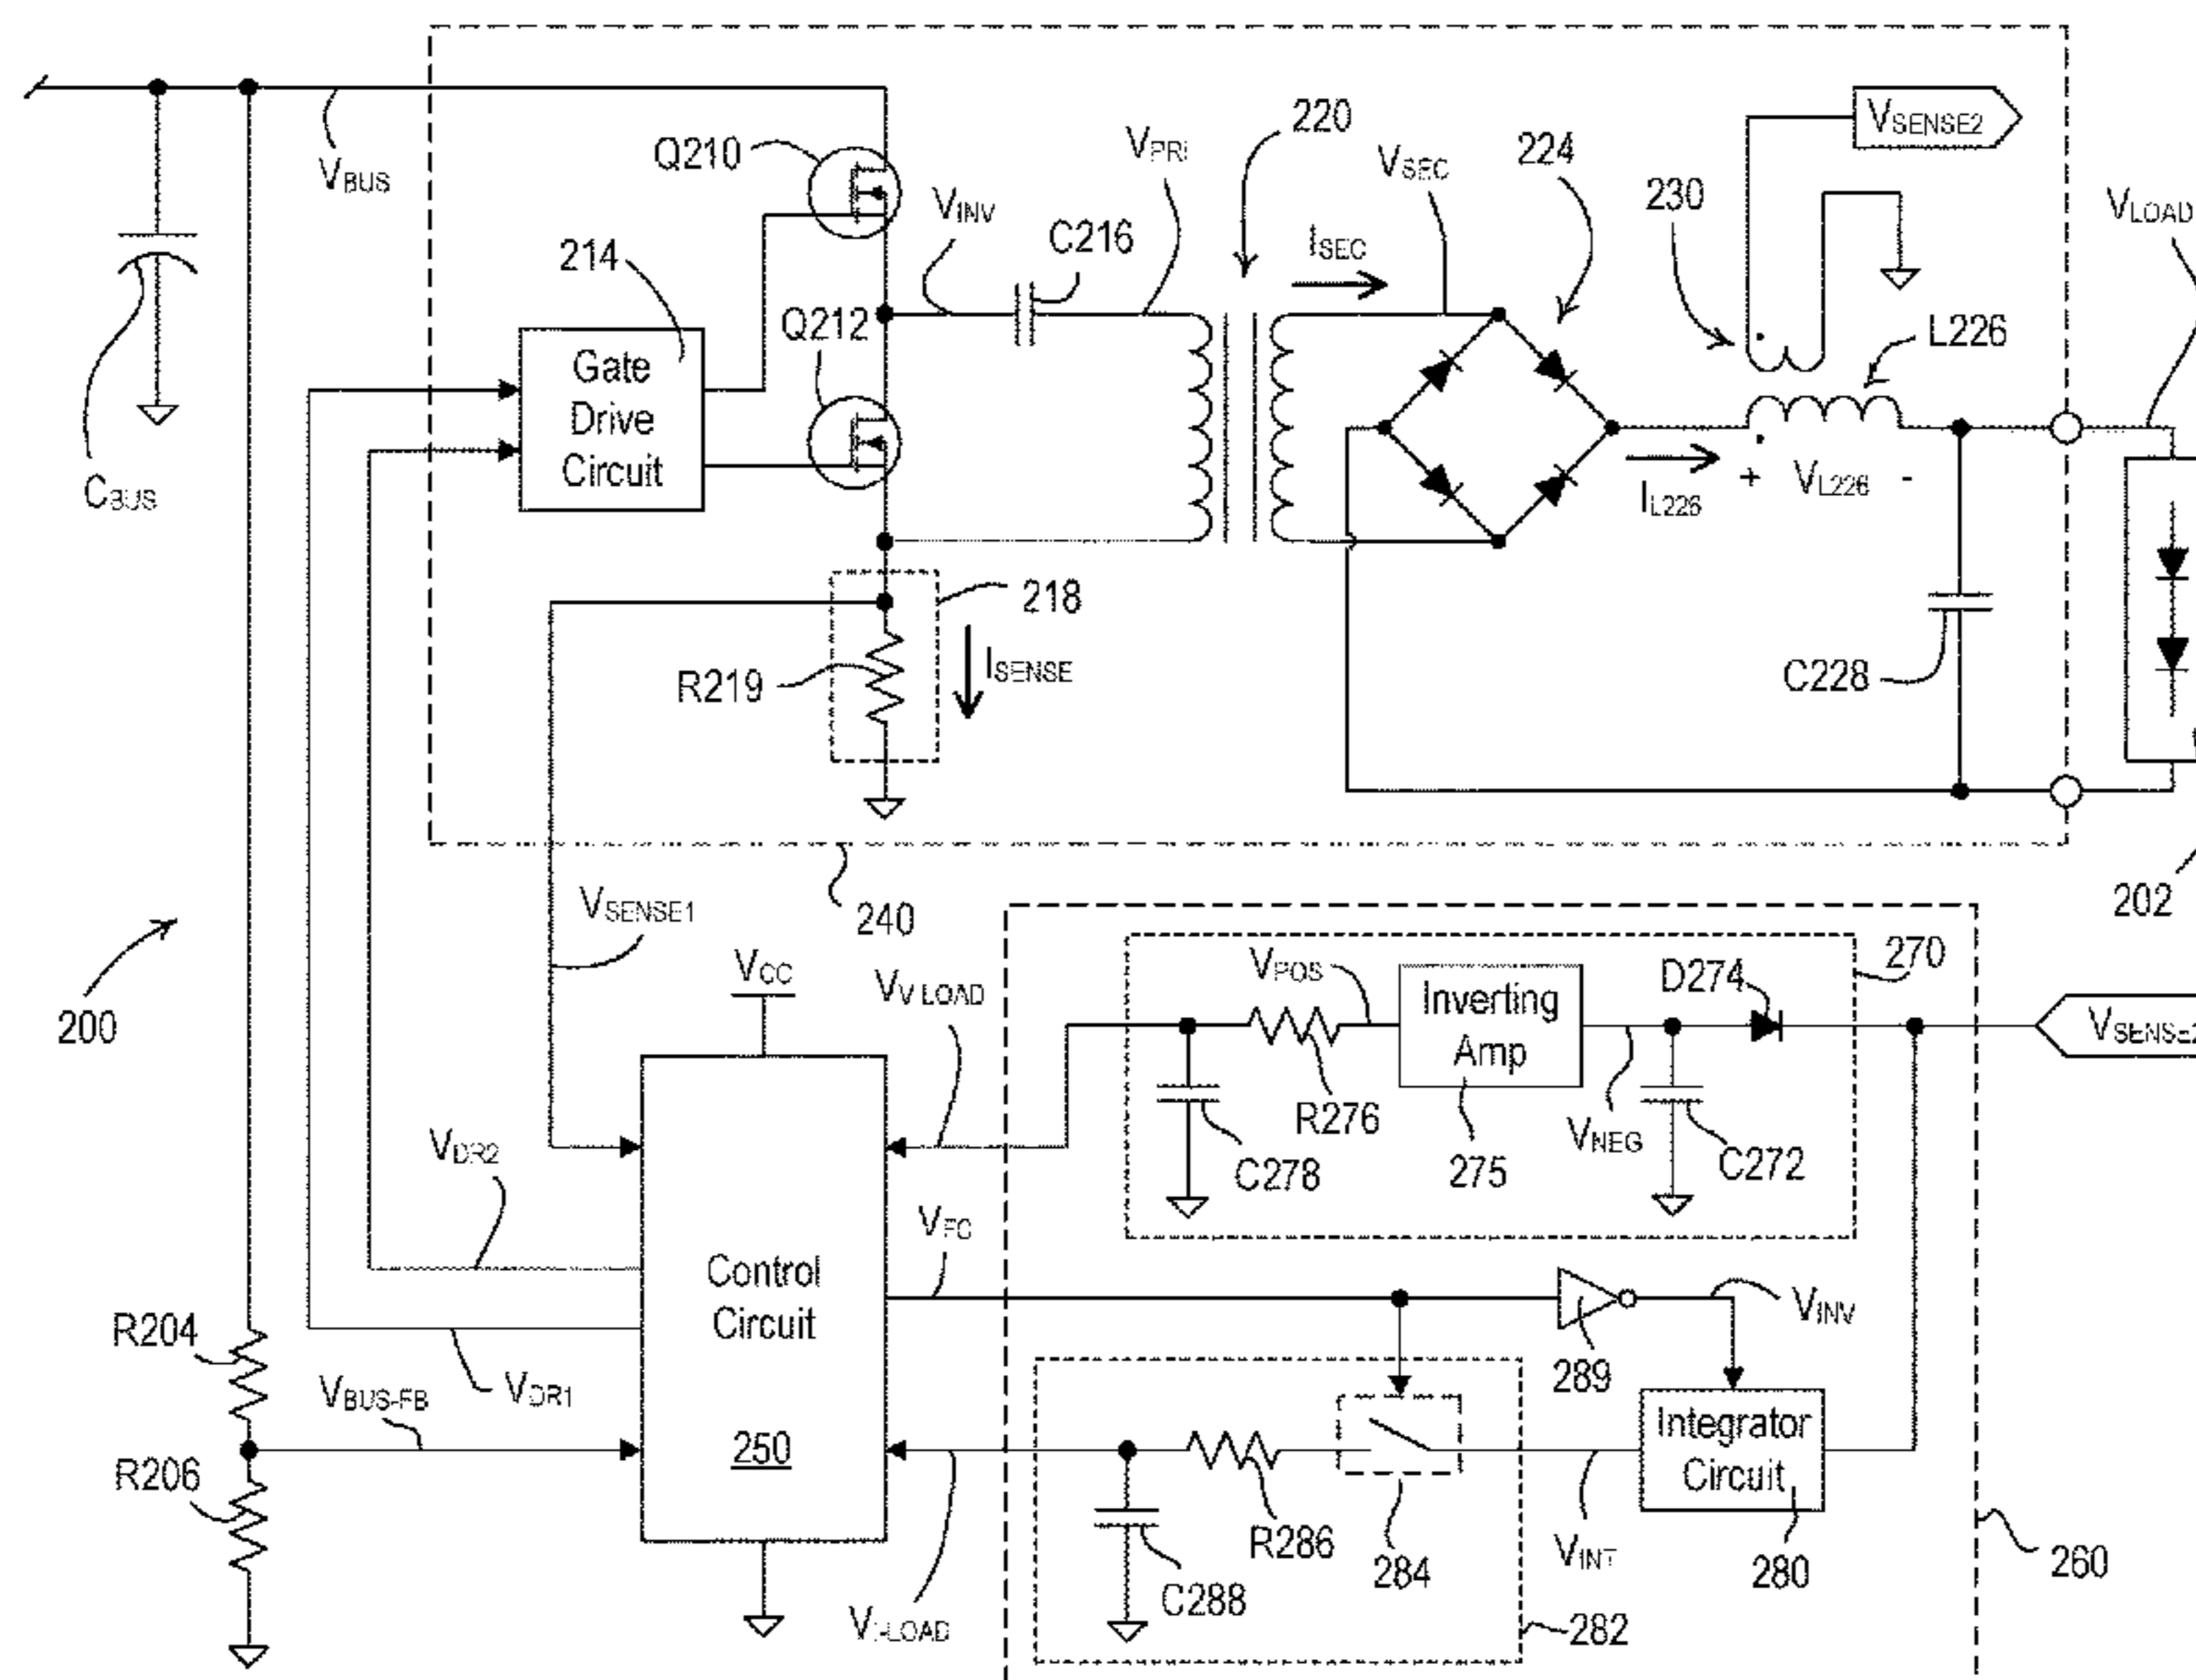 VBUS
CBUS
Q210
214
Gate
Drive
Circuit
Q212
VINV
C216
VPRI
220
ISEC
VSEC
224
230
VSENSE2
L226
VLOAD
IL226
+ VL226 -
C228
218
R219
ISENSE
240
202
200
VSENSE1
VCC
VV-LOAD
VPOS
Inverting
Amp
275
D274
270
VSENSE2
R276
C278
VNEG
C272
VDR2
VFC
Control
Circuit
250
VINV
289
R204
VDR1
VBUS-FB
R206
Integrator
Circuit
280
R286
284
VINT
C288
VI-LOAD
282
260